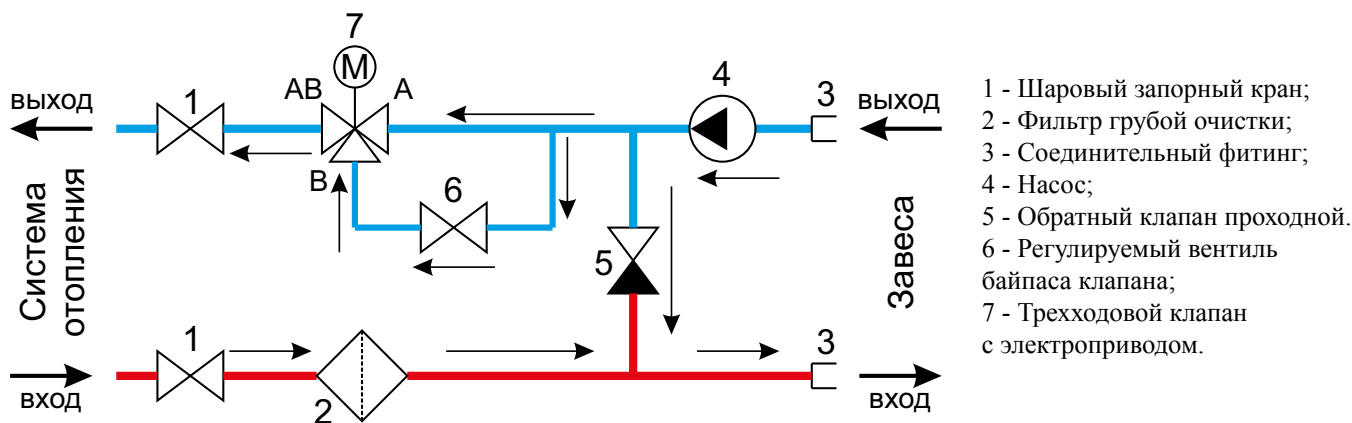 7
M
AB
A
1
4
3
выход
выход
B
6
5
Система
отопления
Завеса
1
2
3
вход
вход
1 - Шаровый запорный кран;
2 - Фильтр грубой очистки;
3 - Соединительный фитинг;
4 - Насос;
5 - Обратный клапан проходной.
6 - Регулируемый вентиль
байпаса клапана;
7 - Трехходовой клапан
с электроприводом.